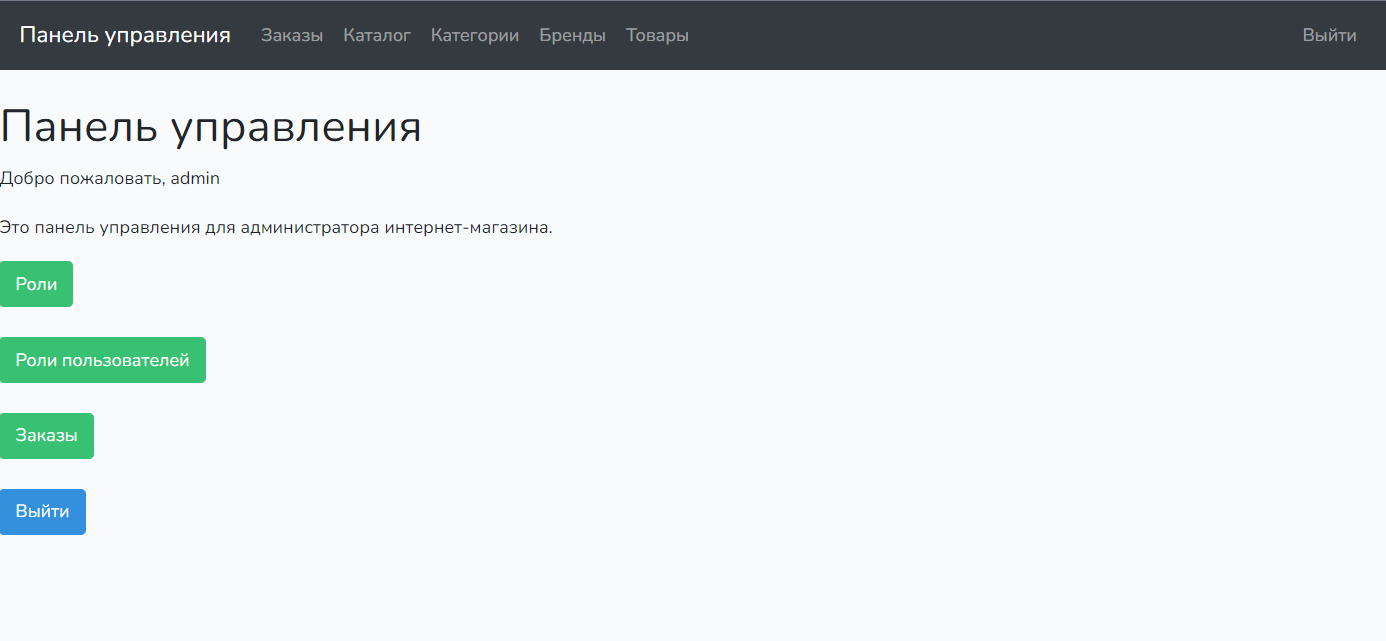 Панель управления Заказы Каталог Категории Бренды Товары Выйти
Панель управления
Добро пожаловать, admin
Это панель управления для администратора интернет-магазина.
Роли
Роли пользователей
Заказы
Выйти